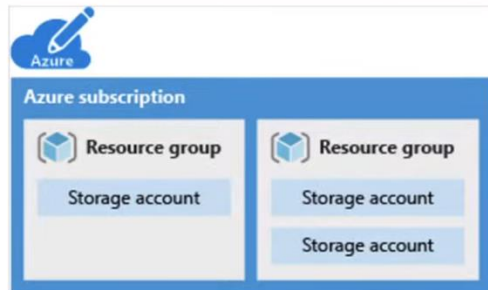 Azure
Azure subscription
Resource group
Storage account
Resource group
Storage account
Storage account